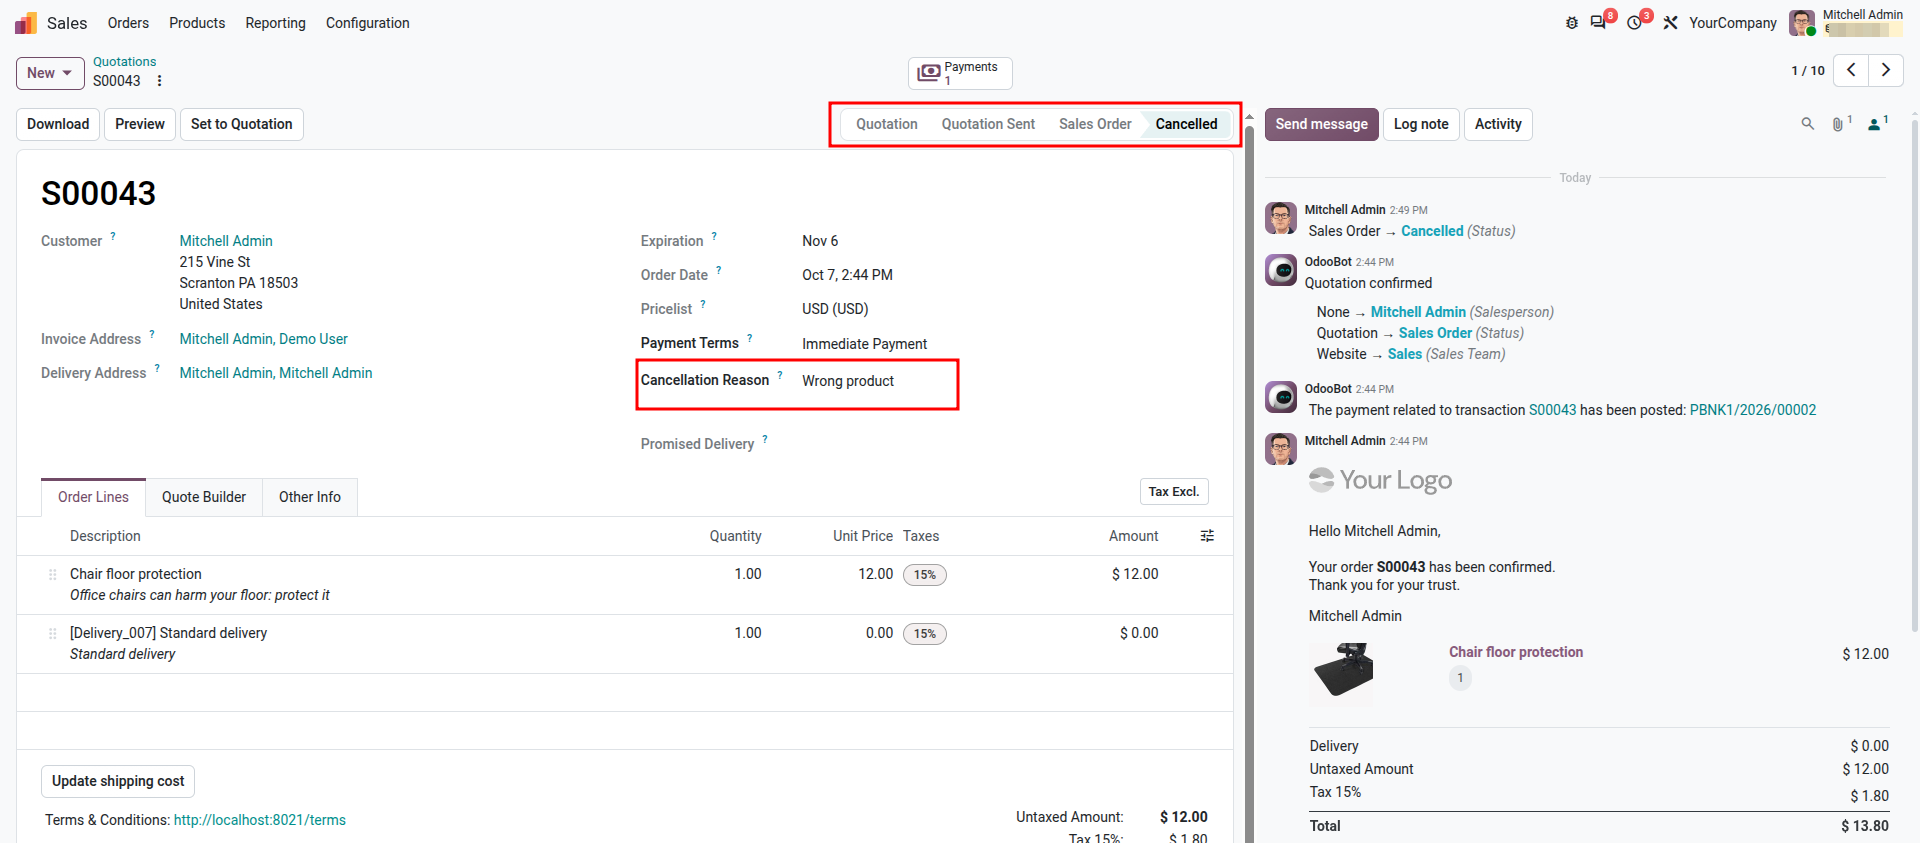 Sales Orders Products Reporting Configuration
8 3 YourCompany Mitchell Admin
New Quotations
S00043
Payments
1
1 / 10
Download Preview Set to Quotation
Quotation Quotation Sent Sales Order Cancelled
S00043
Customer ? Mitchell Admin
215 Vine St
Scranton PA 18503
United States
Invoice Address ? Mitchell Admin, Demo User
Delivery Address ? Mitchell Admin, Mitchell Admin
Expiration ? Nov 6
Order Date ? Oct 7, 2:44 PM
Pricelist ? USD (USD)
Payment Terms ? Immediate Payment
Cancellation Reason ? Wrong product
Promised Delivery ?
Order Lines Quote Builder Other Info
Tax Excl.
Description Quantity Unit Price Taxes Amount
Chair floor protection 1.00 12.00 15% $ 12.00
Office chairs can harm your floor: protect it
[Delivery_007] Standard delivery 1.00 0.00 15% $ 0.00
Standard delivery
Update shipping cost
Terms & Conditions: http://localhost:8021/terms
Untaxed Amount: $ 12.00
Tax 15%: $ 1.80
Send message Log note Activity 1 1
Today
Mitchell Admin 2:49 PM
Sales Order → Cancelled (Status)
OdooBot 2:44 PM
Quotation confirmed
None → Mitchell Admin (Salesperson)
Quotation → Sales Order (Status)
Website → Sales (Sales Team)
OdooBot 2:44 PM
The payment related to transaction S00043 has been posted: PBNK1/2026/00002
Mitchell Admin 2:44 PM
Your Logo
Hello Mitchell Admin,
Your order S00043 has been confirmed.
Thank you for your trust.
Mitchell Admin
Chair floor protection $ 12.00
1
Delivery $ 0.00
Untaxed Amount $ 12.00
Tax 15% $ 1.80
Total $ 13.80